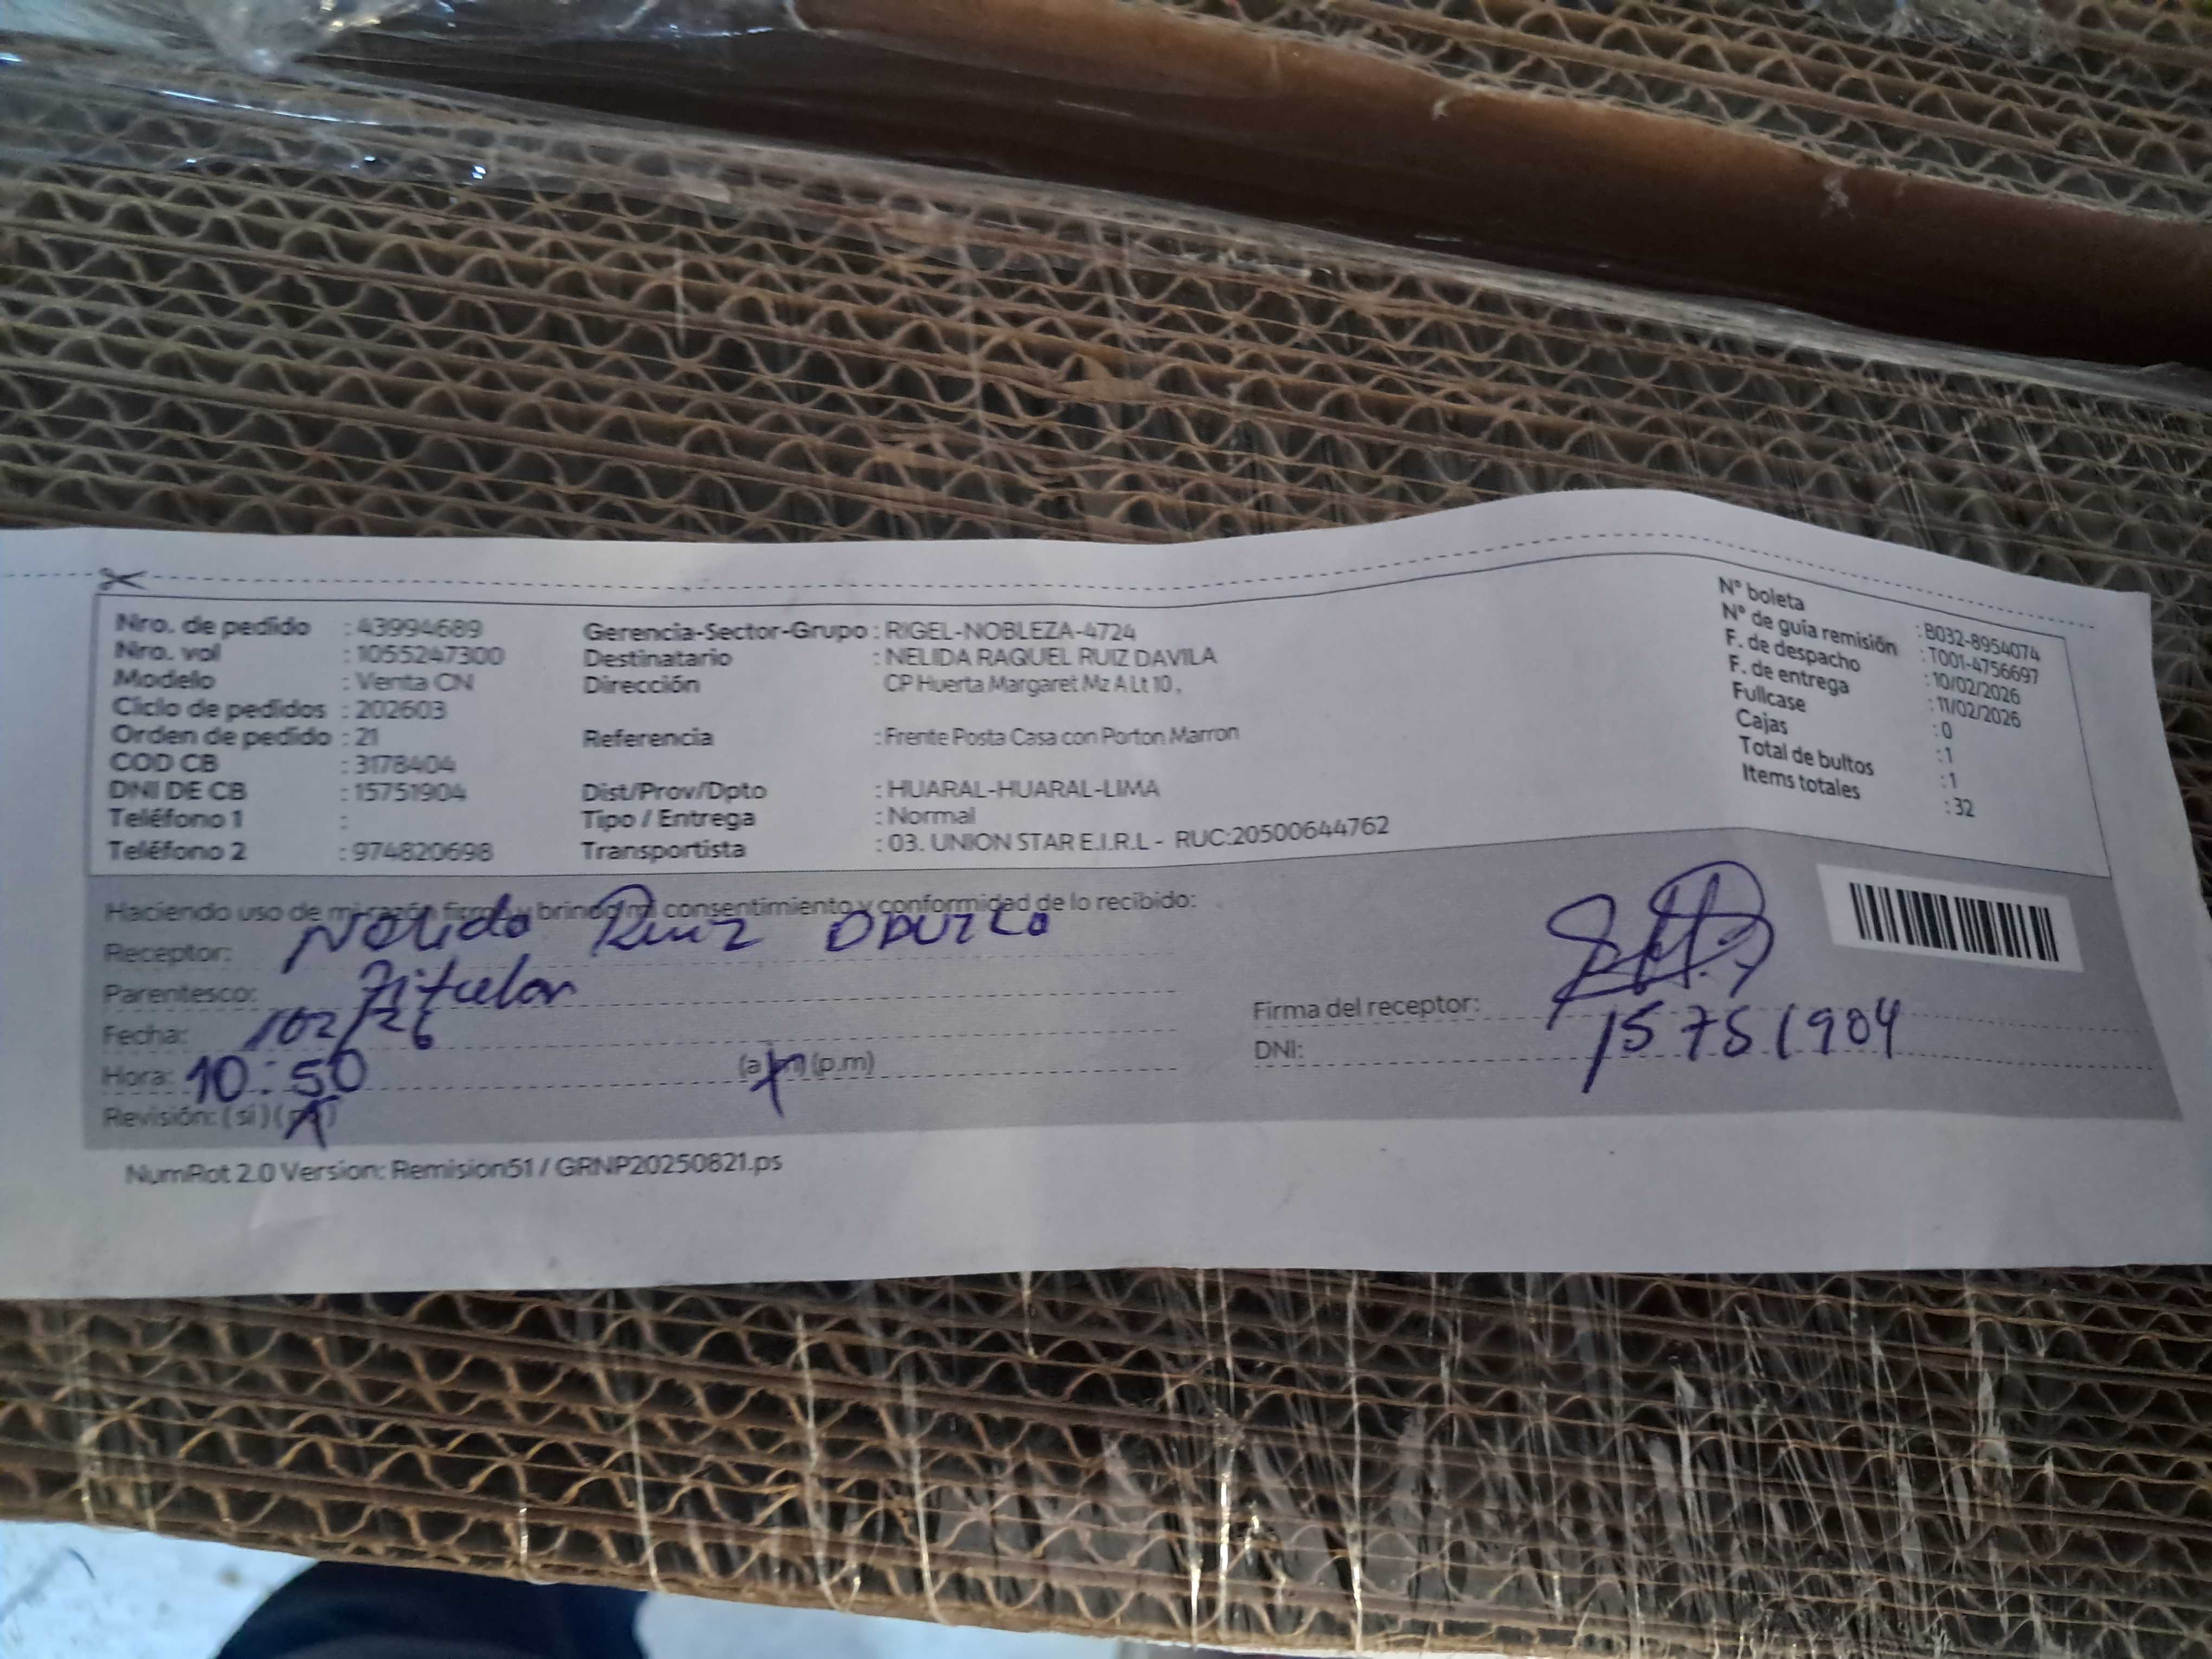 Nro. de pedido : 43994689
Nro. vol : 1055247300
Modelo : Venta CN
Ciclo de pedidos : 202603
Orden de pedido : 21
COD CB : 3178404
DNI DE CB : 15751904
Teléfono 1 :
Teléfono 2 : 974820698
Gerencia-Sector-Grupo : RIGEL-NOBLEZA-4724
Destinatario : NELIDA RAQUEL RUIZ DAVILA
Dirección CP Huerta Margaret Mz A Lt 10 ,
Referencia : Frente Posta Casa con Porton Marron
Dist/Prov/Dpto : HUARAL-HUARAL-LIMA
Tipo / Entrega : Normal
Transportista : 03. UNION STAR E.I.R.L - RUC:20500644762
N° boleta : B032-8954074
N° de guía remisión : T001-4756697
F. de despacho : 10/02/2026
F. de entrega : 11/02/2026
Fullcase : 0
Cajas : 1
Total de bultos : 1
Items totales : 32
Haciendo uso de mi razón firmo y brindo mi consentimiento y conformidad de lo recibido:
Receptor: Nelida Ruiz
Parentesco: Titular
Fecha:
Hora: 10:50 (a.m) (p.m)
Revisión: (si) (no)
Firma del receptor:
DNI: 15751904
NumRot 2.0 Version: Remision51 / GRNP20250821.ps